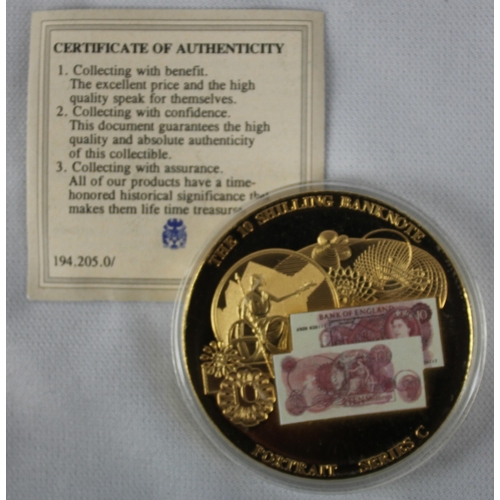 CERTIFICATE OF AUTHENTICITY
1. Collecting with benefit.
The excellent price and the high
quality speak for themselves.
2. Collecting with confidence.
This document guarantees the high
quality and absolute authenticity
of this collectible.
3. Collecting with assurance.
All of our products have a time-
honored historical significance that
makes them life time treasures.
194.205.0/
THE 10 SHILLING BANKNOTE
BANK OF ENGLAND
10
PORTRAIT SERIES C